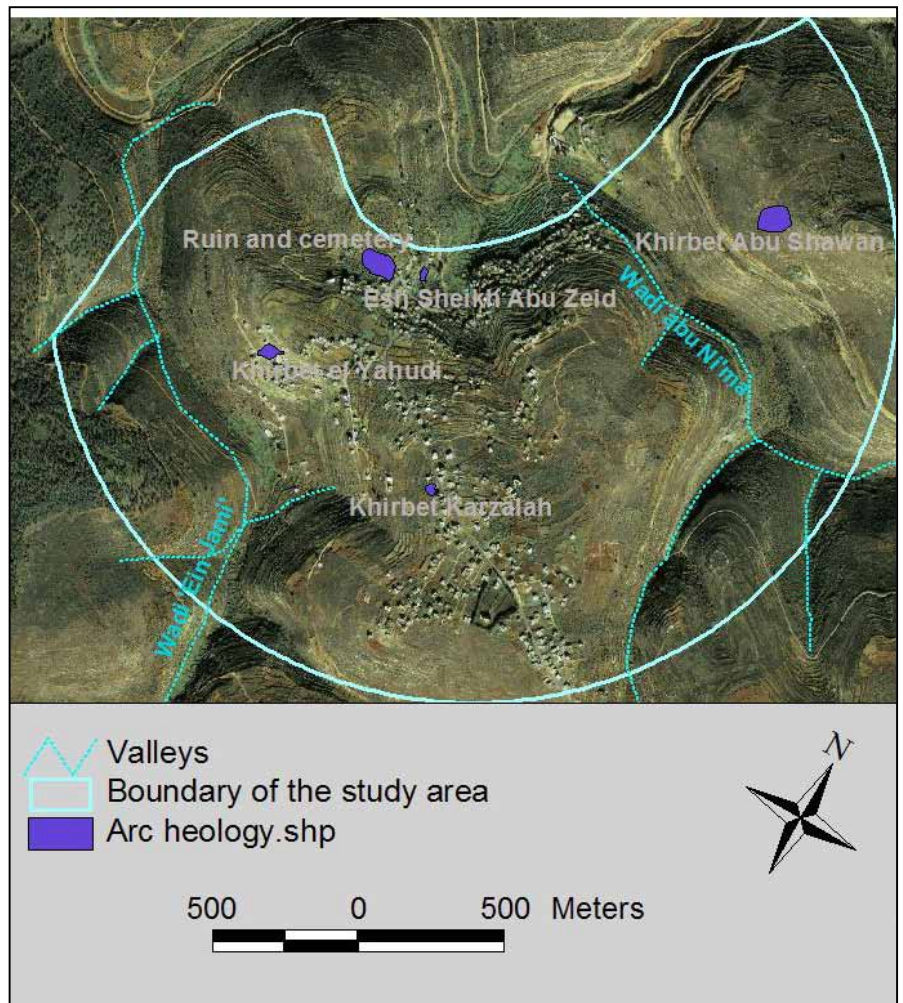 Ruin and cemetery
Khirbet Abu Shawan
Esh Sheikh Abu Zeid
Wadi abu Ni'ma
Khirbet el Yahudi
Khirbet Karzalah
Wadi 'Ein Jami'
Valleys
Boundary of the study area
Arc heology.shp
N
500 0 500 Meters